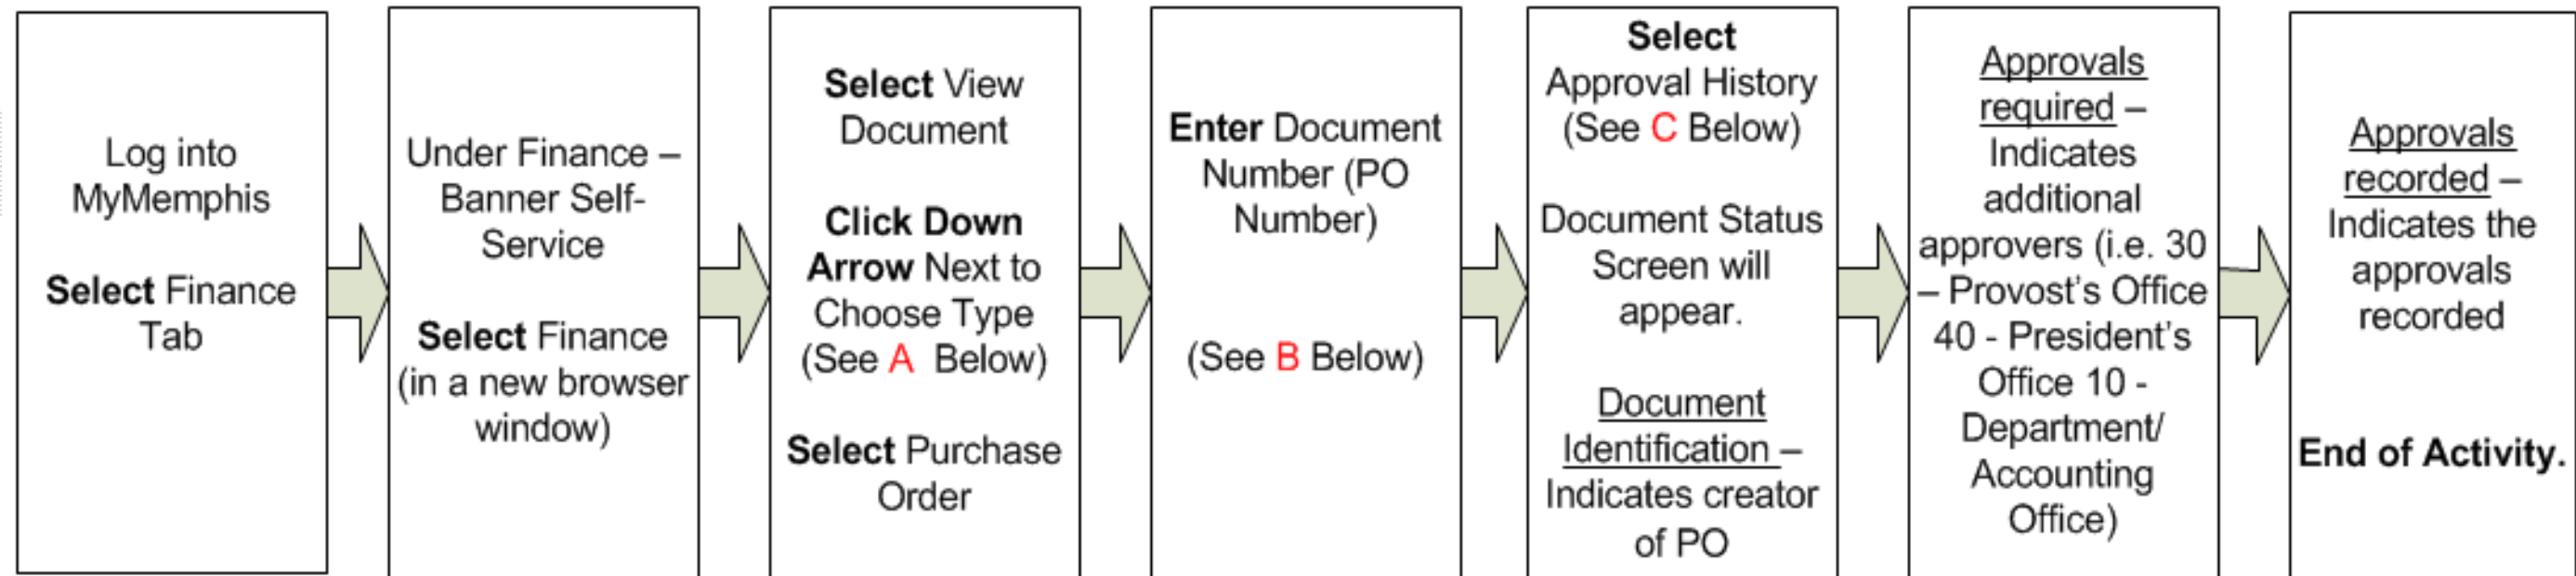 Log into
MyMemphis
Select Finance
Tab
Under Finance –
Banner Self-
Service
Select Finance
(in a new browser
window)
Select View
Document
Click Down
Arrow Next to
Choose Type
(See A Below)
Select Purchase
Order
Enter Document
Number (PO
Number)
(See B Below)
Select
Approval History
(See C Below)
Document Status
Screen will
appear.
Document
Identification –
Indicates creator
of PO
Approvals
required –
Indicates
additional
approvers (i.e. 30
– Provost's Office
40 - President's
Office 10 -
Department/
Accounting
Office)
Approvals
recorded –
Indicates the
approvals
recorded
End of Activity.